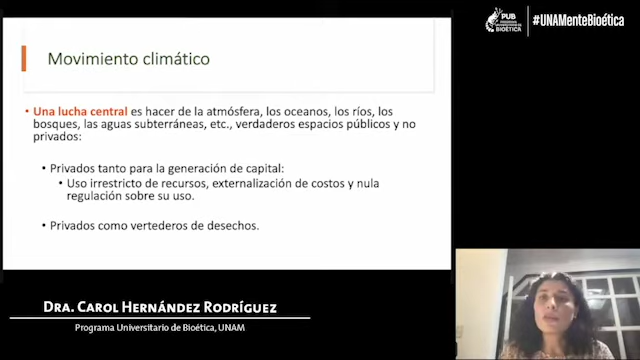 PUB
PROGRAMA
UNIVERSITARIO DE
BIOÉTICA
#UNAMenteBioética
Movimiento climático
• Una lucha central es hacer de la atmósfera, los oceanos, los ríos, los
bosques, las aguas subterráneas, etc., verdaderos espacios públicos y no
privados:
• Privados tanto para la generación de capital:
• Uso irrestricto de recursos, externalización de costos y nula
regulación sobre su uso.
• Privados como vertederos de desechos.
Dra. Carol Hernández Rodríguez
Programa Universitario de Bioética, UNAM